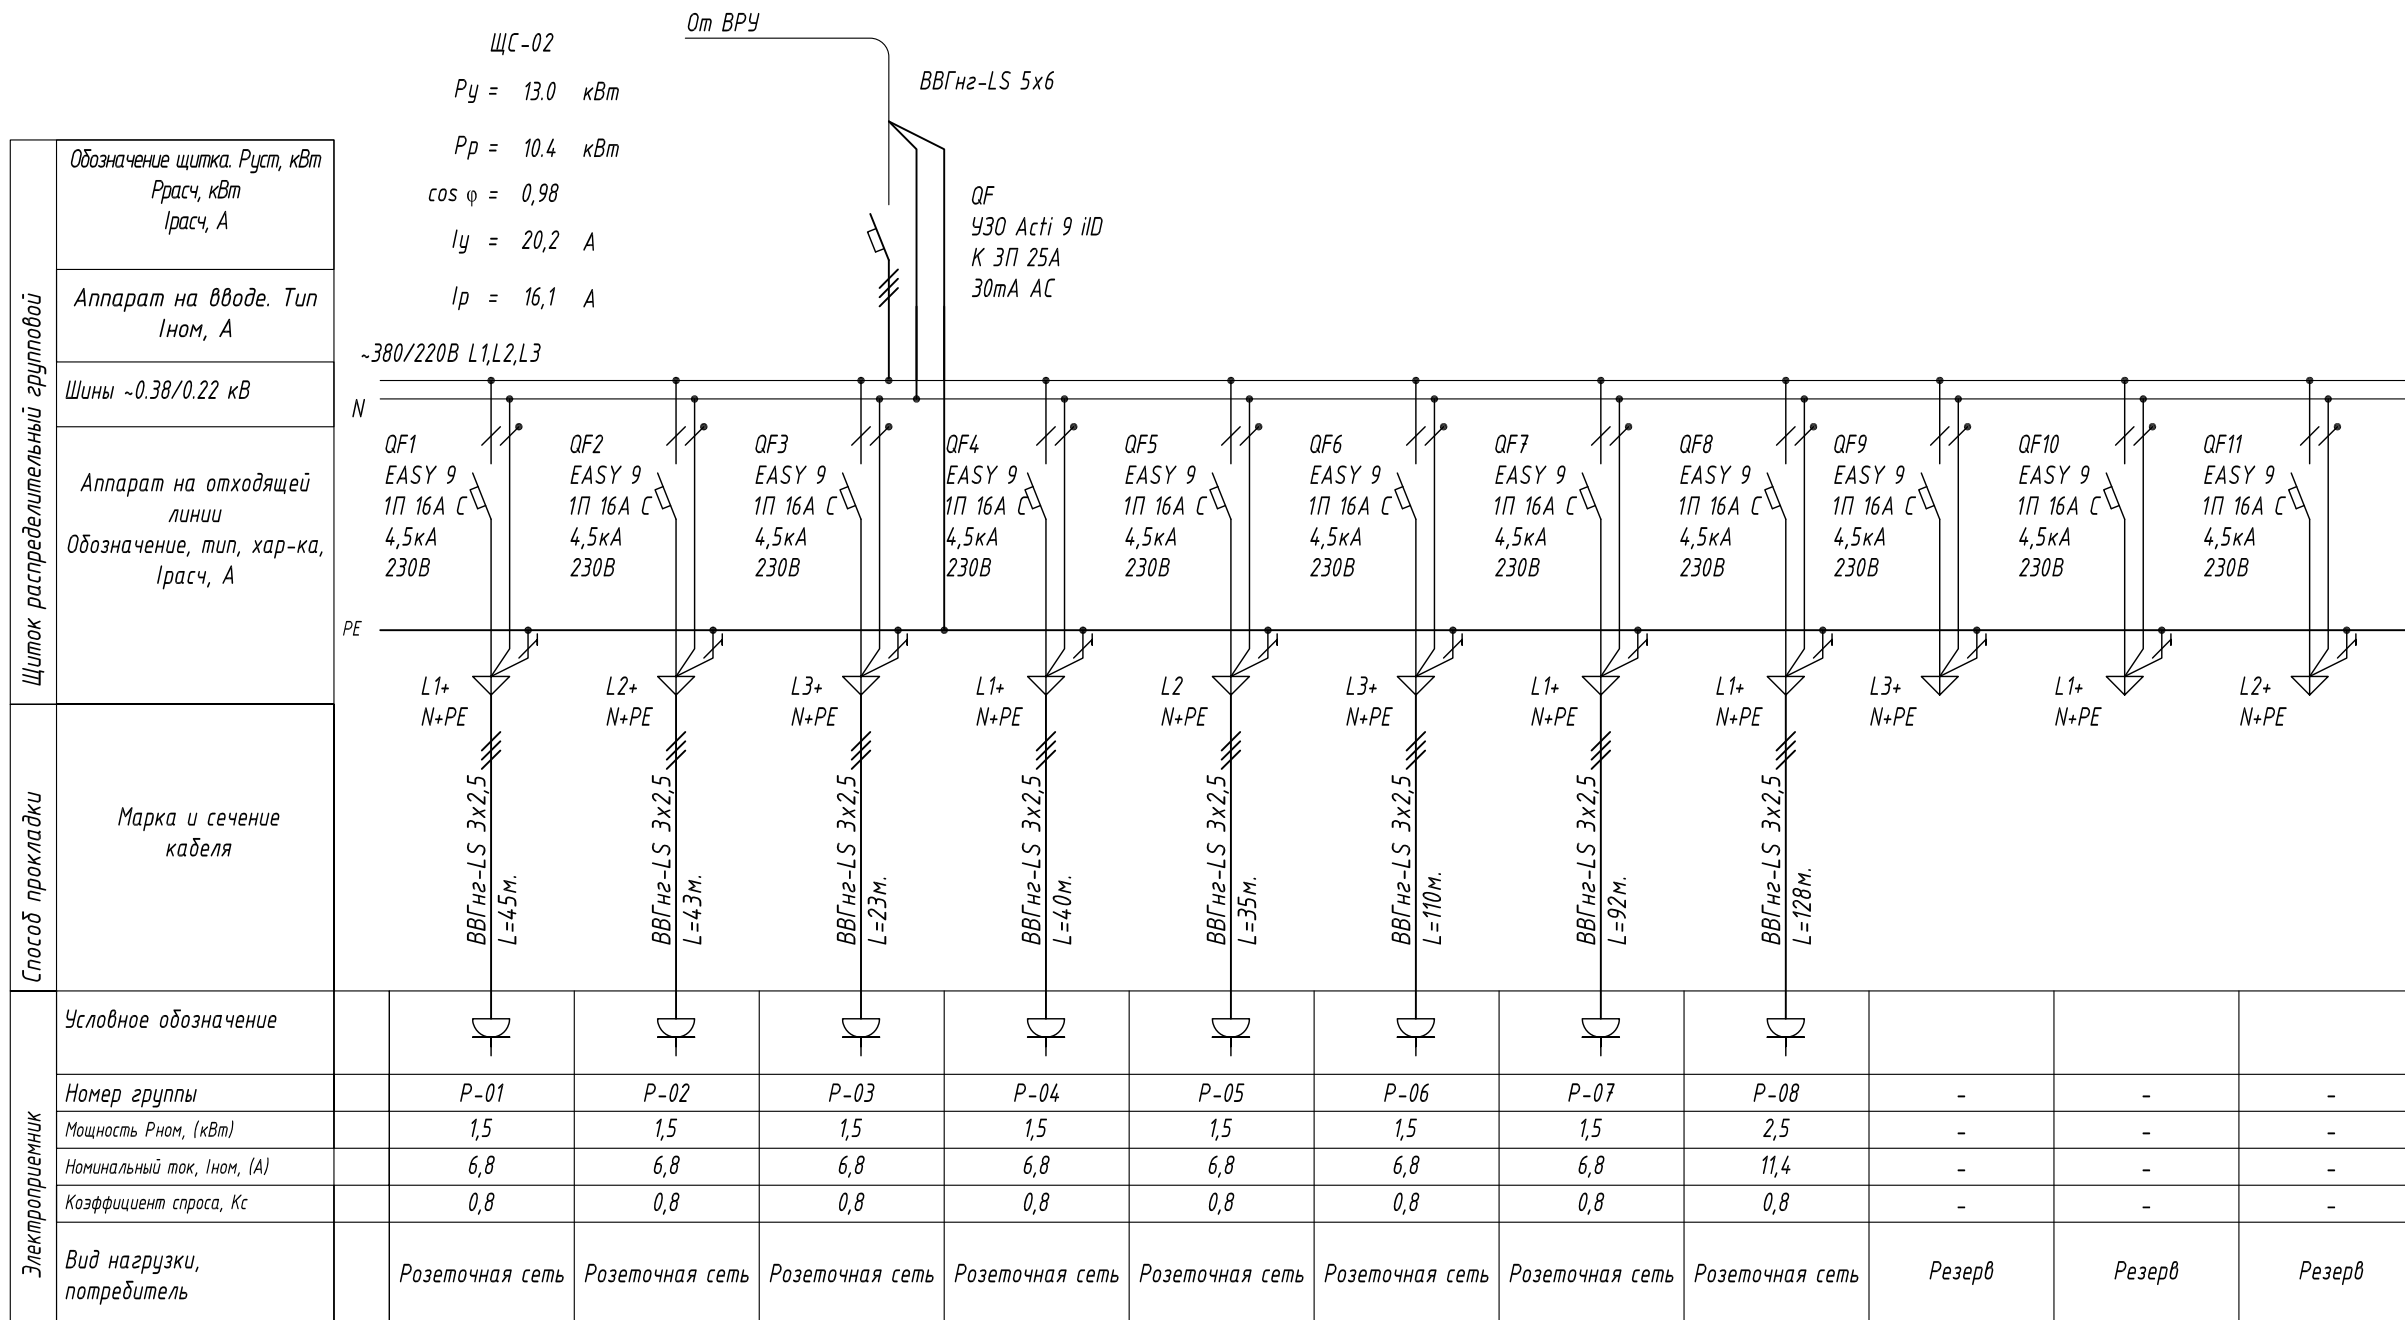 От ВРУ
ЩС-02
ВВГнг-LS 5х6
Ру = 13.0 кВт
Рр = 10.4 кВт
cos φ = 0,98
Iу = 20,2 А
Iр = 16,1 А
QF
УЗО Acti 9 iID
К 3П 25А
30mA AC
~380/220В L1,L2,L3
N
PE
Щиток распределительный групповой
Обозначение щитка. Руст, кВт
Ррасч, кВт
Iрасч, А
Аппарат на вводе. Тип
Iном, А
Шины ~0.38/0.22 кВ
Аппарат на отходящей
линии
Обозначение, тип, хар-ка,
Iрасч, А
QF1
EASY 9
1П 16А С
4,5кА
230В
QF2
EASY 9
1П 16А С
4,5кА
230В
QF3
EASY 9
1П 16А С
4,5кА
230В
QF4
EASY 9
1П 16А С
4,5кА
230В
QF5
EASY 9
1П 16А С
4,5кА
230В
QF6
EASY 9
1П 16А С
4,5кА
230В
QF7
EASY 9
1П 16А С
4,5кА
230В
QF8
EASY 9
1П 16А С
4,5кА
230В
QF9
EASY 9
1П 16А С
4,5кА
230В
QF10
EASY 9
1П 16А С
4,5кА
230В
QF11
EASY 9
1П 16А С
4,5кА
230В
L1+
N+PE
L2+
N+PE
L3+
N+PE
L1+
N+PE
L2
N+PE
L3+
N+PE
L1+
N+PE
L1+
N+PE
L3+
N+PE
L1+
N+PE
L2+
N+PE
Способ прокладки
Марка и сечение
кабеля
ВВГнг-LS 3х2,5
L=45м.
ВВГнг-LS 3х2,5
L=43м.
ВВГнг-LS 3х2,5
L=23м.
ВВГнг-LS 3х2,5
L=40м.
ВВГнг-LS 3х2,5
L=35м.
ВВГнг-LS 3х2,5
L=110м.
ВВГнг-LS 3х2,5
L=92м.
ВВГнг-LS 3х2,5
L=128м.
Электроприемник
Условное обозначение
Номер группы Р-01 Р-02 Р-03 Р-04 Р-05 Р-06 Р-07 Р-08 - - -
Мощность Рном, (кВт) 1,5 1,5 1,5 1,5 1,5 1,5 1,5 2,5 - - -
Номинальный ток, Iном, (А) 6,8 6,8 6,8 6,8 6,8 6,8 6,8 11,4 - - -
Коэффициент спроса, Кс 0,8 0,8 0,8 0,8 0,8 0,8 0,8 0,8 - - -
Вид нагрузки,
потребитель
Розеточная сеть Розеточная сеть Розеточная сеть Розеточная сеть Розеточная сеть Розеточная сеть Розеточная сеть Розеточная сеть Резерв Резерв Резерв